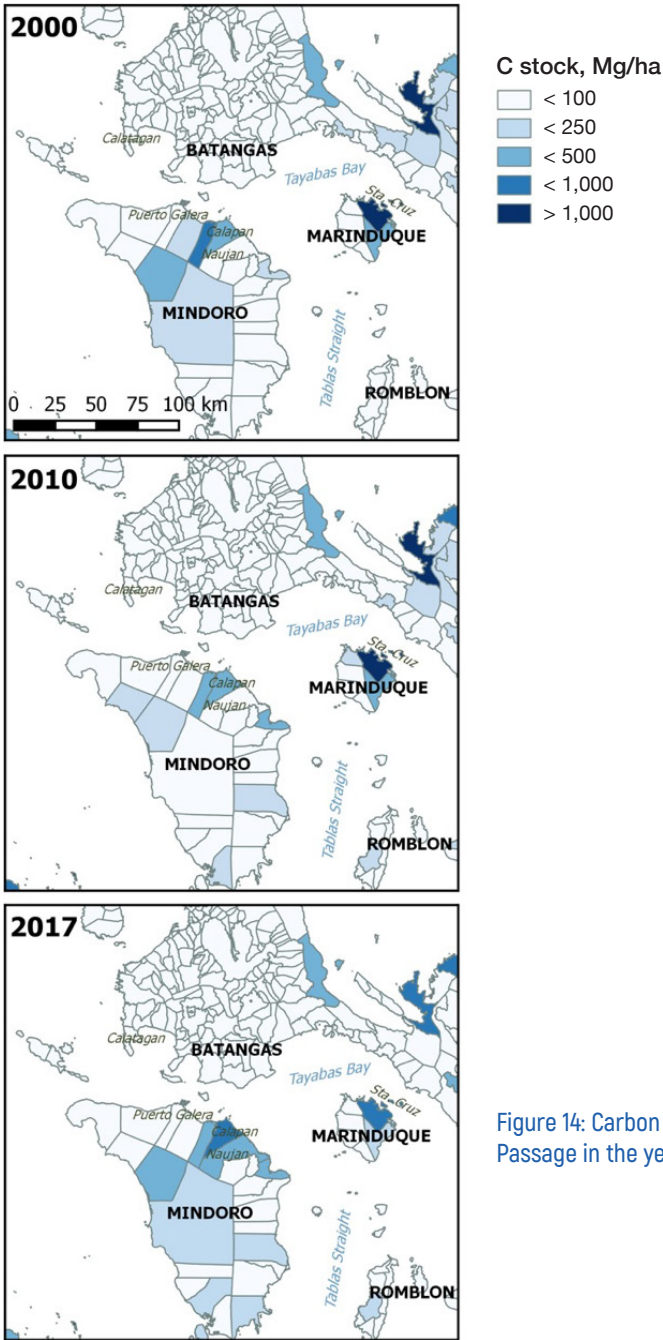 2000
Calatagan
BATANGAS
Tayabas Bay
Sta. Cruz
Puerto Galera
Calapan
MARINDUQUE
Naujan
MINDORO
Tablas Straight
ROMBLON
0 25 50 75 100 km
C stock, Mg/ha
< 100
< 250
< 500
< 1,000
> 1,000
2010
Calatagan
BATANGAS
Tayabas Bay
Sta. Cruz
Puerto Galera
Calapan
MARINDUQUE
Naujan
MINDORO
Tablas Straight
ROMBLON
2017
Calatagan
BATANGAS
Tayabas Bay
Sta. Cruz
Puerto Galera
Calapan
MARINDUQUE
Naujan
MINDORO
Tablas Straight
ROMBLON
Figure 14: Carbon
Passage in the ye